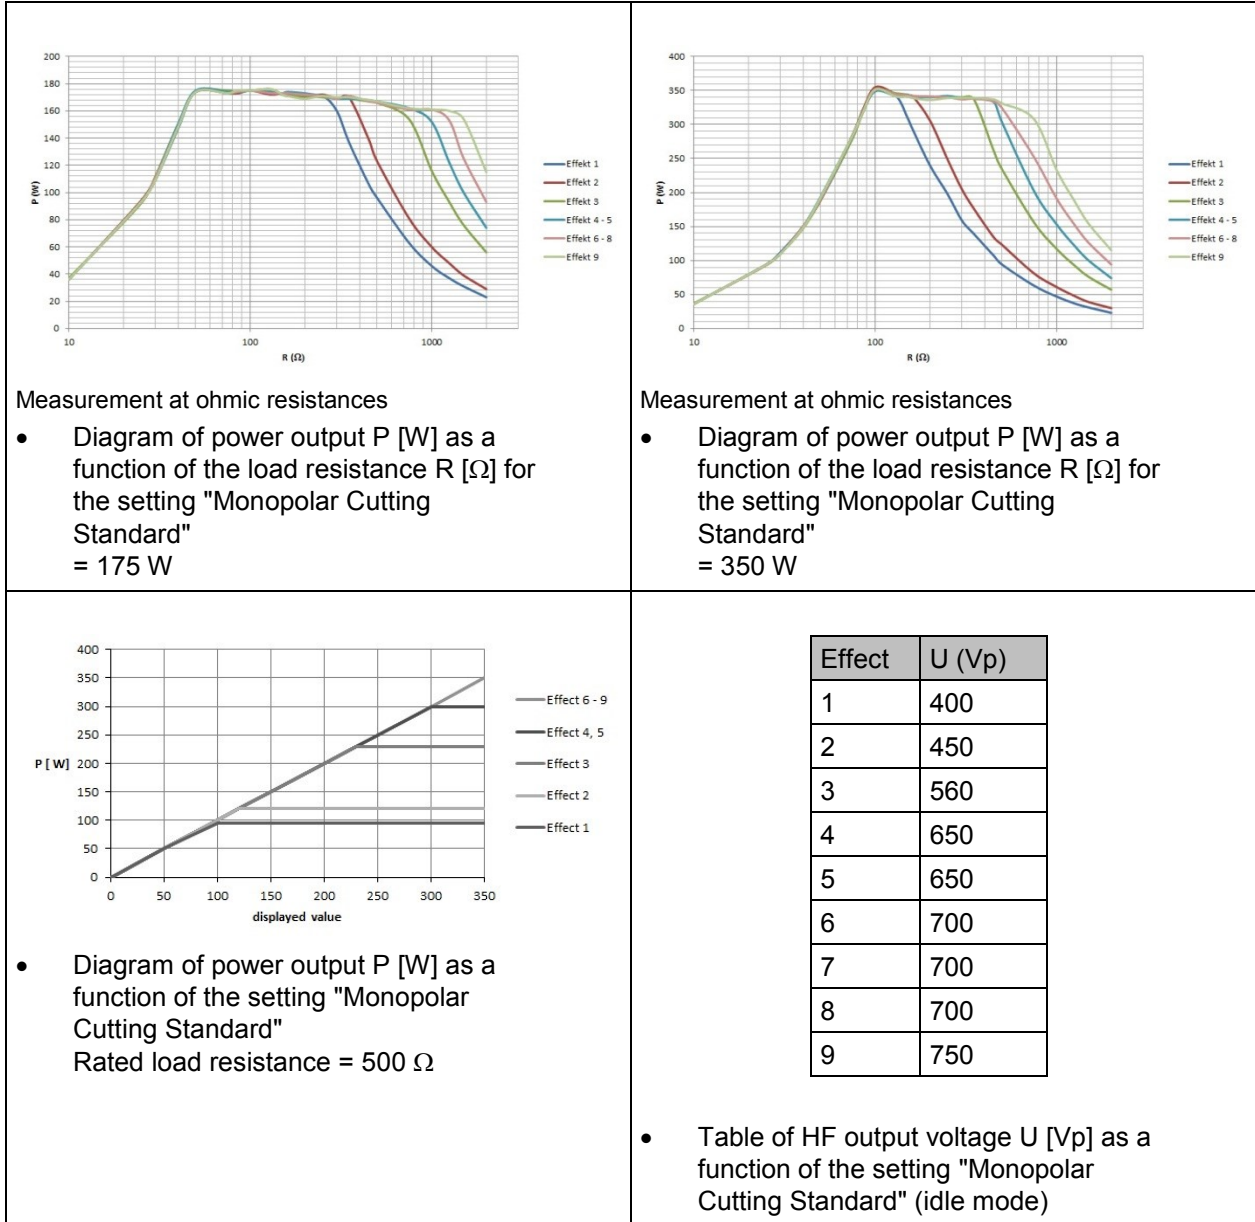 200
180
160
140
120
100
80
60
40
20
0
P (W)
10
100
1000
R (Ω)
Effekt 1
Effekt 2
Effekt 3
Effekt 4 - 5
Effekt 6 - 8
Effekt 9
Measurement at ohmic resistances
• Diagram of power output P [W] as a
function of the load resistance R [Ω] for
the setting "Monopolar Cutting
Standard"
= 175 W
400
350
300
250
200
150
100
50
0
P (W)
10
100
1000
R (Ω)
Effekt 1
Effekt 2
Effekt 3
Effekt 4 - 5
Effekt 6 - 8
Effekt 9
Measurement at ohmic resistances
• Diagram of power output P [W] as a
function of the load resistance R [Ω] for
the setting "Monopolar Cutting
Standard"
= 350 W
400
350
300
250
P [ W] 200
150
100
50
0
0 50 100 150 200 250 300 350
displayed value
Effect 6 - 9
Effect 4, 5
Effect 3
Effect 2
Effect 1
• Diagram of power output P [W] as a
function of the setting "Monopolar
Cutting Standard"
Rated load resistance = 500 Ω
Effect U (Vp)
1 400
2 450
3 560
4 650
5 650
6 700
7 700
8 700
9 750
• Table of HF output voltage U [Vp] as a
function of the setting "Monopolar
Cutting Standard" (idle mode)